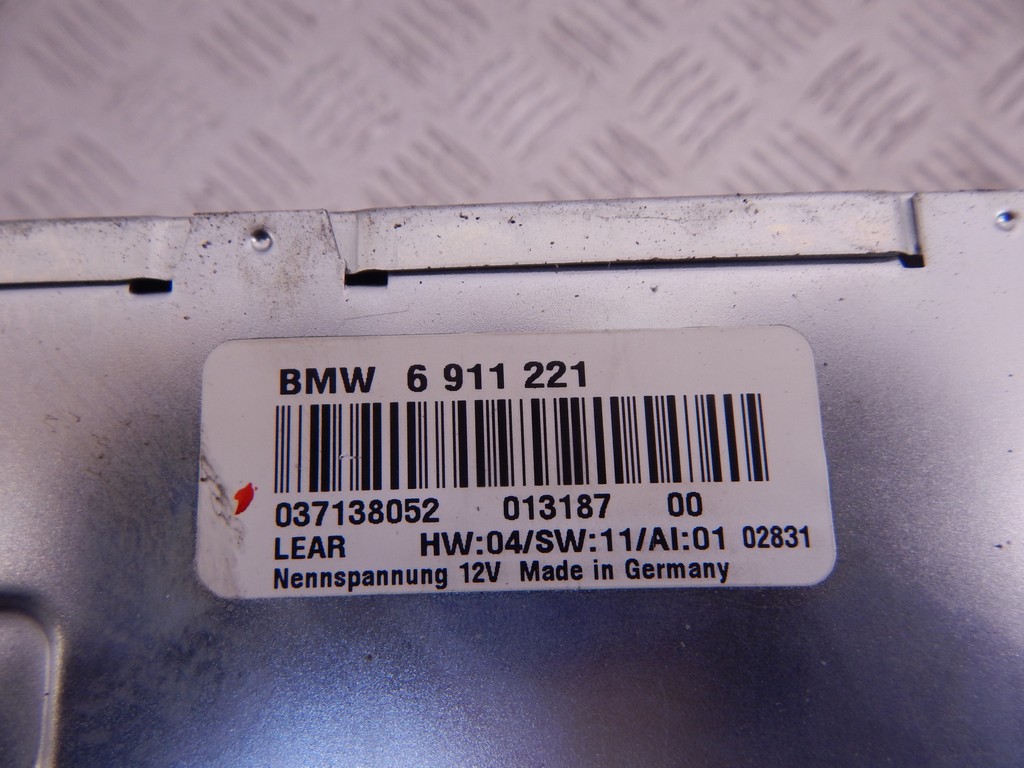 BMW 6 911 221
037138052 013187 00
LEAR HW:04/SW:11/AI:01 02831
Nennspannung 12V Made in Germany